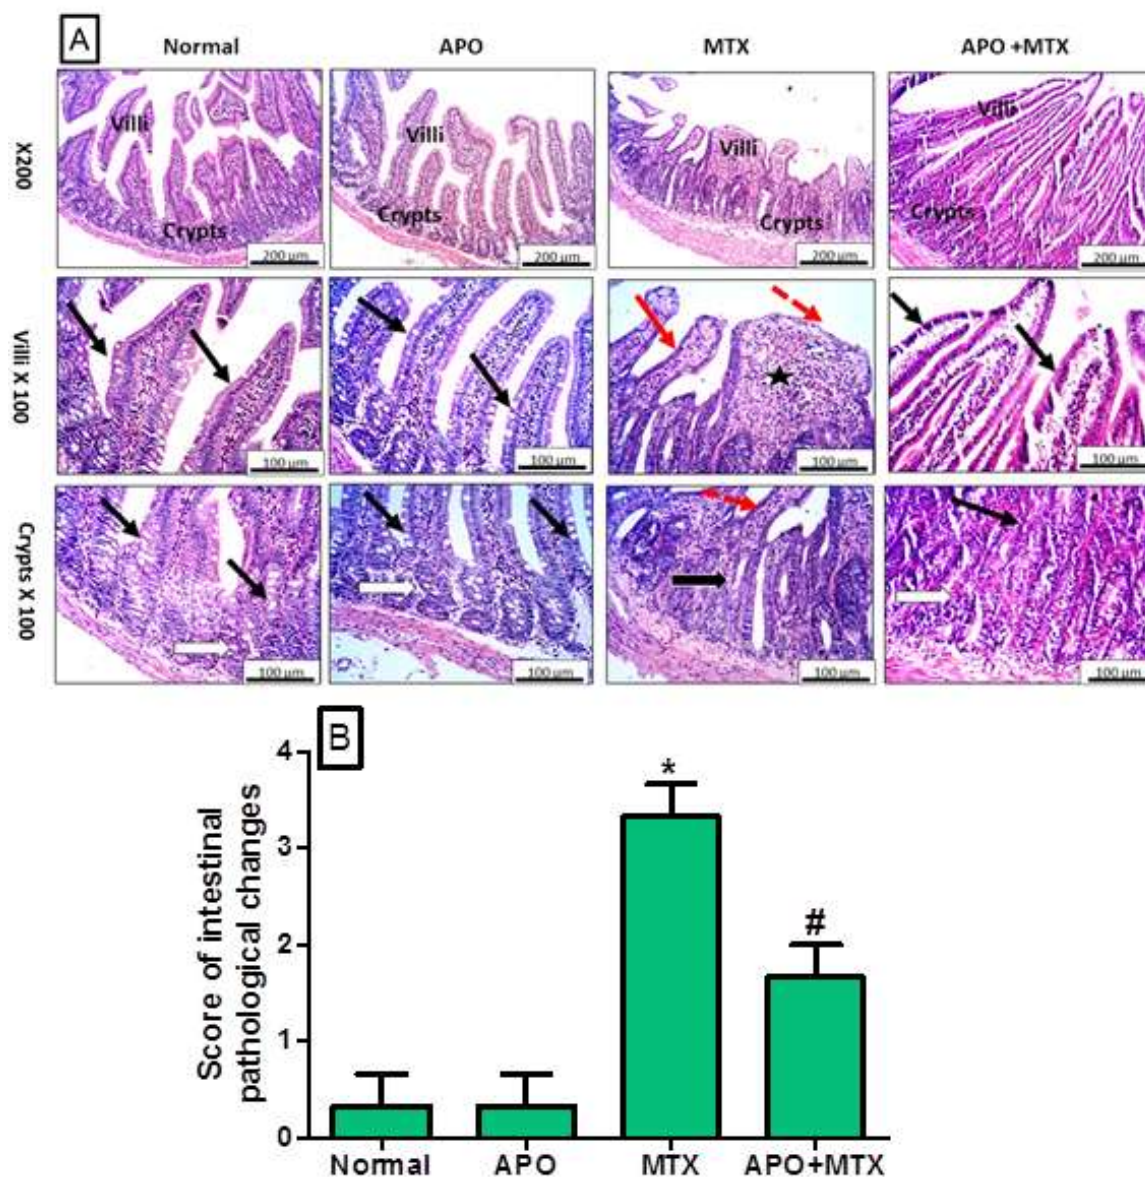 A
Normal APO MTX APO +MTX
X200
Villi Villi Villi Villi
Crypts Crypts Crypts Crypts
200 µm 200 µm 200 µm 200 µm
Villi X 100
100 µm 100 µm 100 µm 100 µm
Crypts X 100
100 µm 100 µm 100 µm 100 µm
B
Score of intestinal
pathological changes
4
3
2
1
0
*
#
Normal APO MTX APO+MTX